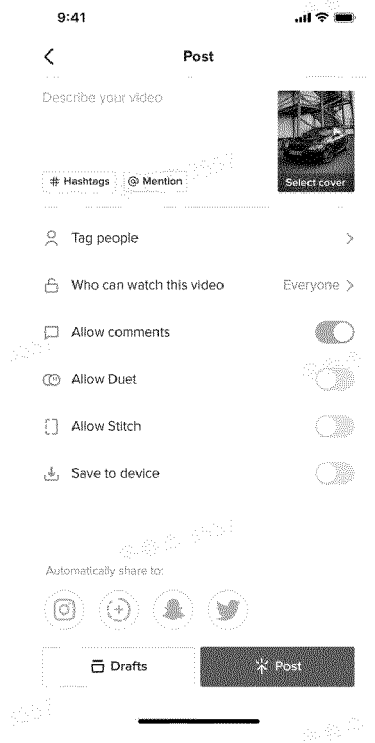 9:41
Post
Describe your video
# Hashtags
@ Mention
Select cover
Tag people
Who can watch this video
Everyone
Allow comments
Allow Duet
Allow Stitch
Save to device
Automatically share to:
Drafts
Post